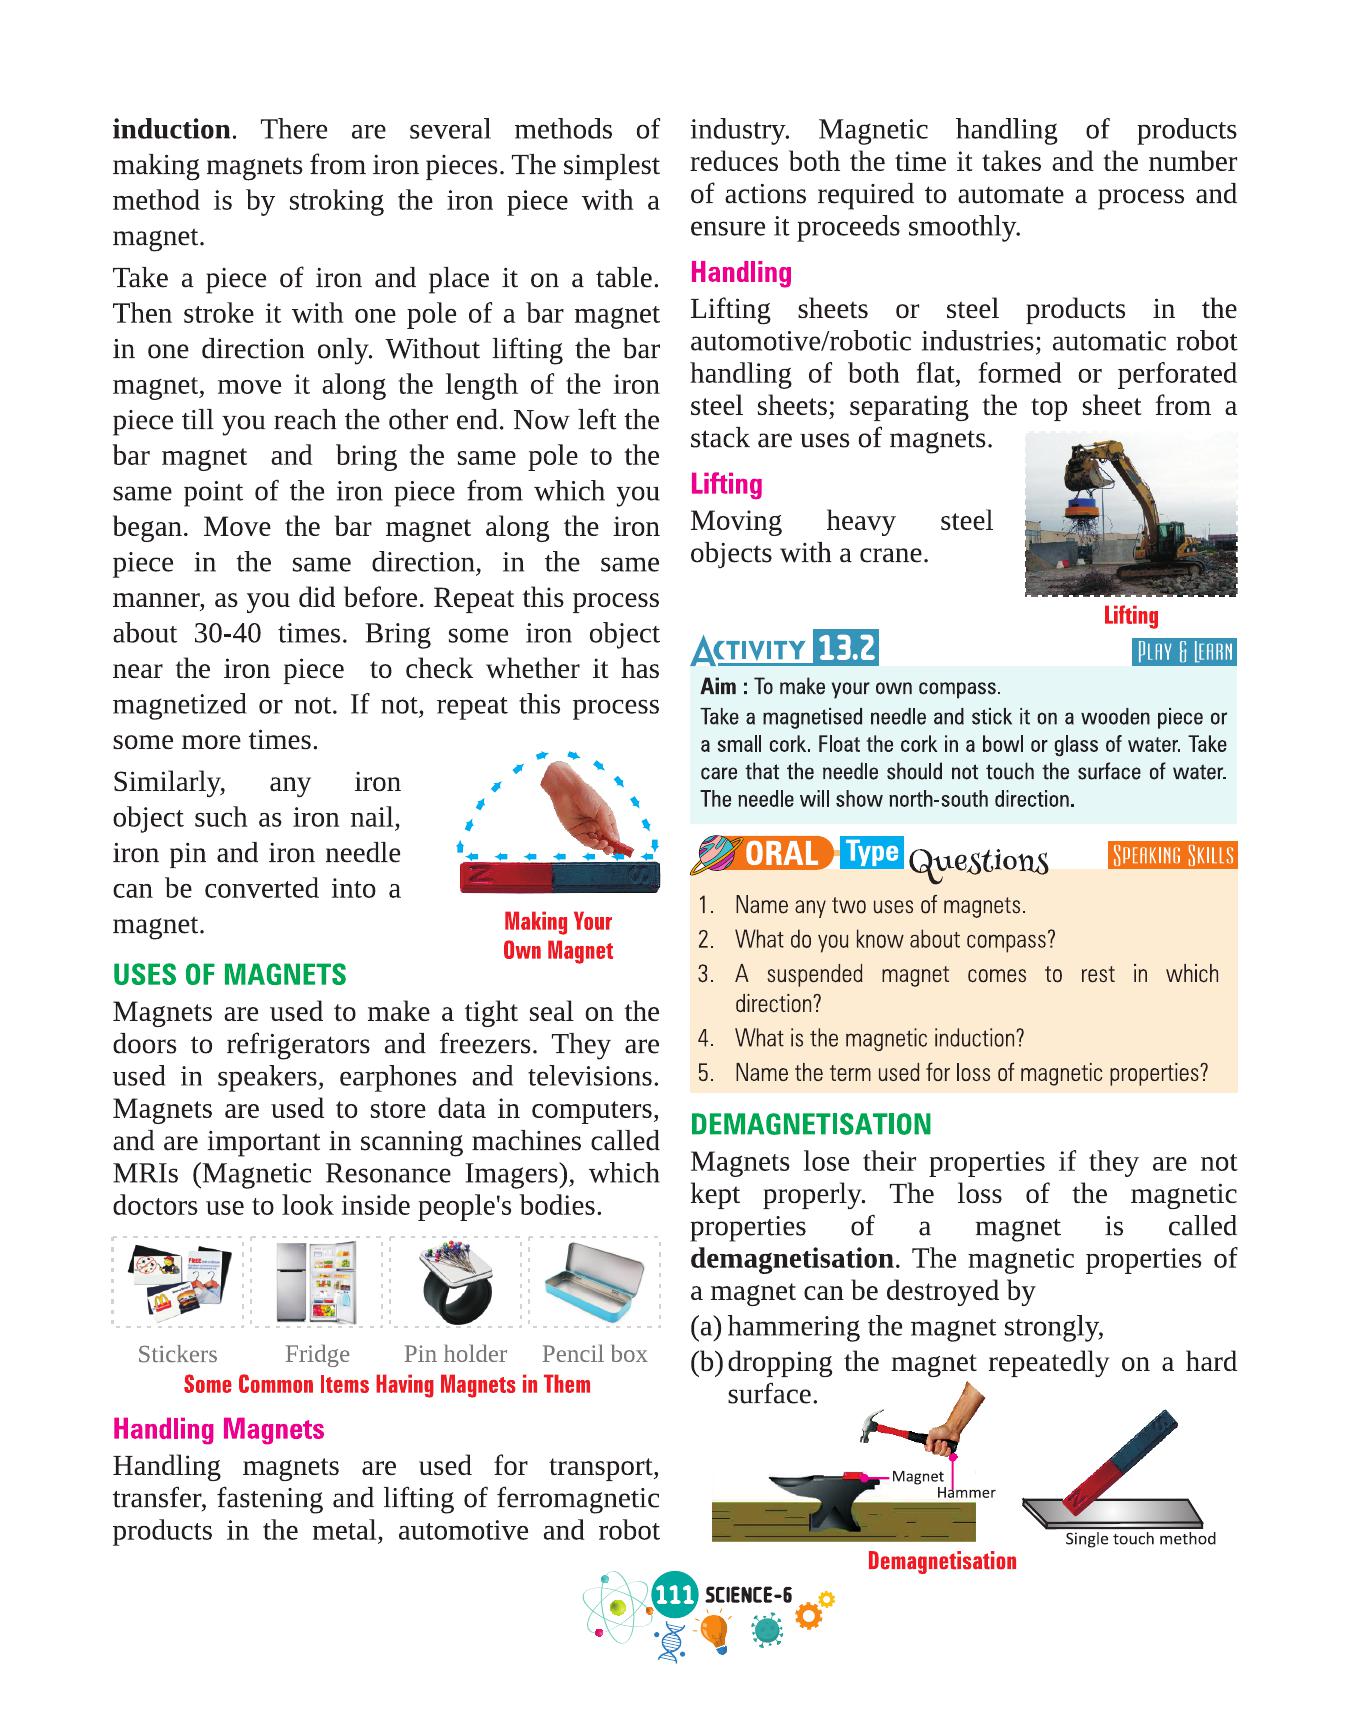 induction. There are several methods of
making magnets from iron pieces. The simplest
method is by stroking the iron piece with a
magnet.
Take a piece of iron and place it on a table.
Then stroke it with one pole of a bar magnet
in one direction only. Without lifting the bar
magnet, move it along the length of the iron
piece till you reach the other end. Now left the
bar magnet and bring the same pole to the
same point of the iron piece from which you
began. Move the bar magnet along the iron
piece in the same direction, in the same
manner, as you did before. Repeat this process
about 30-40 times. Bring some iron object
near the iron piece to check whether it has
magnetized or not. If not, repeat this process
some more times.
Similarly, any iron
object such as iron nail,
iron pin and iron needle
can be converted into a
magnet.
N S
Making Your
Own Magnet
USES OF MAGNETS
Magnets are used to make a tight seal on the
doors to refrigerators and freezers. They are
used in speakers, earphones and televisions.
Magnets are used to store data in computers,
and are important in scanning machines called
MRIs (Magnetic Resonance Imagers), which
doctors use to look inside people's bodies.
Stickers Fridge Pin holder Pencil box
Some Common Items Having Magnets in Them
Handling Magnets
Handling magnets are used for transport,
transfer, fastening and lifting of ferromagnetic
products in the metal, automotive and robot
industry. Magnetic handling of products
reduces both the time it takes and the number
of actions required to automate a process and
ensure it proceeds smoothly.
Handling
Lifting sheets or steel products in the
automotive/robotic industries; automatic robot
handling of both flat, formed or perforated
steel sheets; separating the top sheet from a
stack are uses of magnets.
Lifting
Moving heavy steel
objects with a crane.
Lifting
ACTIVITY 13.2 PLAY & LEARN
Aim : To make your own compass.
Take a magnetised needle and stick it on a wooden piece or
a small cork. Float the cork in a bowl or glass of water. Take
care that the needle should not touch the surface of water.
The needle will show north-south direction.
ORAL Type Questions SPEAKING SKILLS
1. Name any two uses of magnets.
2. What do you know about compass?
3. A suspended magnet comes to rest in which
direction?
4. What is the magnetic induction?
5. Name the term used for loss of magnetic properties?
DEMAGNETISATION
Magnets lose their properties if they are not
kept properly. The loss of the magnetic
properties of a magnet is called
demagnetisation. The magnetic properties of
a magnet can be destroyed by
(a) hammering the magnet strongly,
(b) dropping the magnet repeatedly on a hard
surface.
Magnet
Hammer
N
Single touch method
Demagnetisation
111 SCIENCE-6